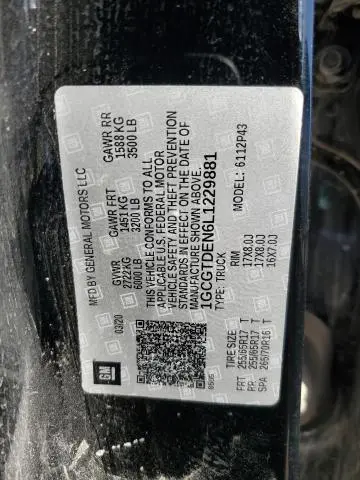 MFD BY GENERAL MOTORS LLC
03/20 GVWR GAWR FRT GAWR RR
2722KG 1451 KG 1588 KG
6000 LB 3200 LB 3500 LB
THIS VEHICLE CONFORMS TO ALL
APPLICABLE U.S. FEDERAL MOTOR
VEHICLE SAFETY AND THEFT PREVENTION
STANDARDS IN EFFECT ON THE DATE OF
MANUFACTURE SHOWN ABOVE.
1GCGTDEN6L1229881
TYPE: TRUCK MODEL: 6112P43
TIRE SIZE RIM
FRT 255/65R17 T 17X8.0J
RR 255/65R17 T 17X8.0J
SPA 265/70R16 T 16X7.0J
GM